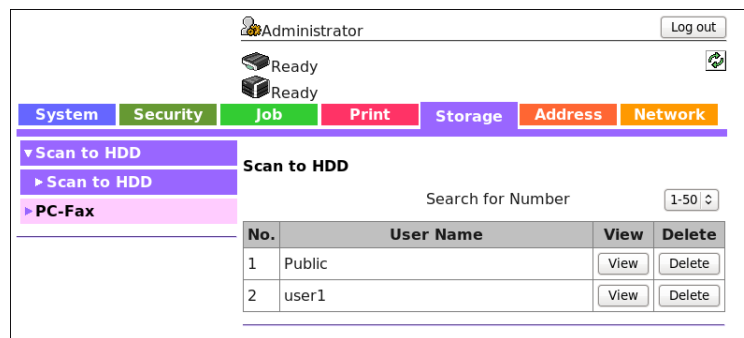 Administrator
Log out
Ready
Ready
System Security Job Print Storage Address Network
Scan to HDD
Scan to HDD
PC-Fax
Scan to HDD
Search for Number 1-50
No. User Name View Delete
1 Public View Delete
2 user1 View Delete